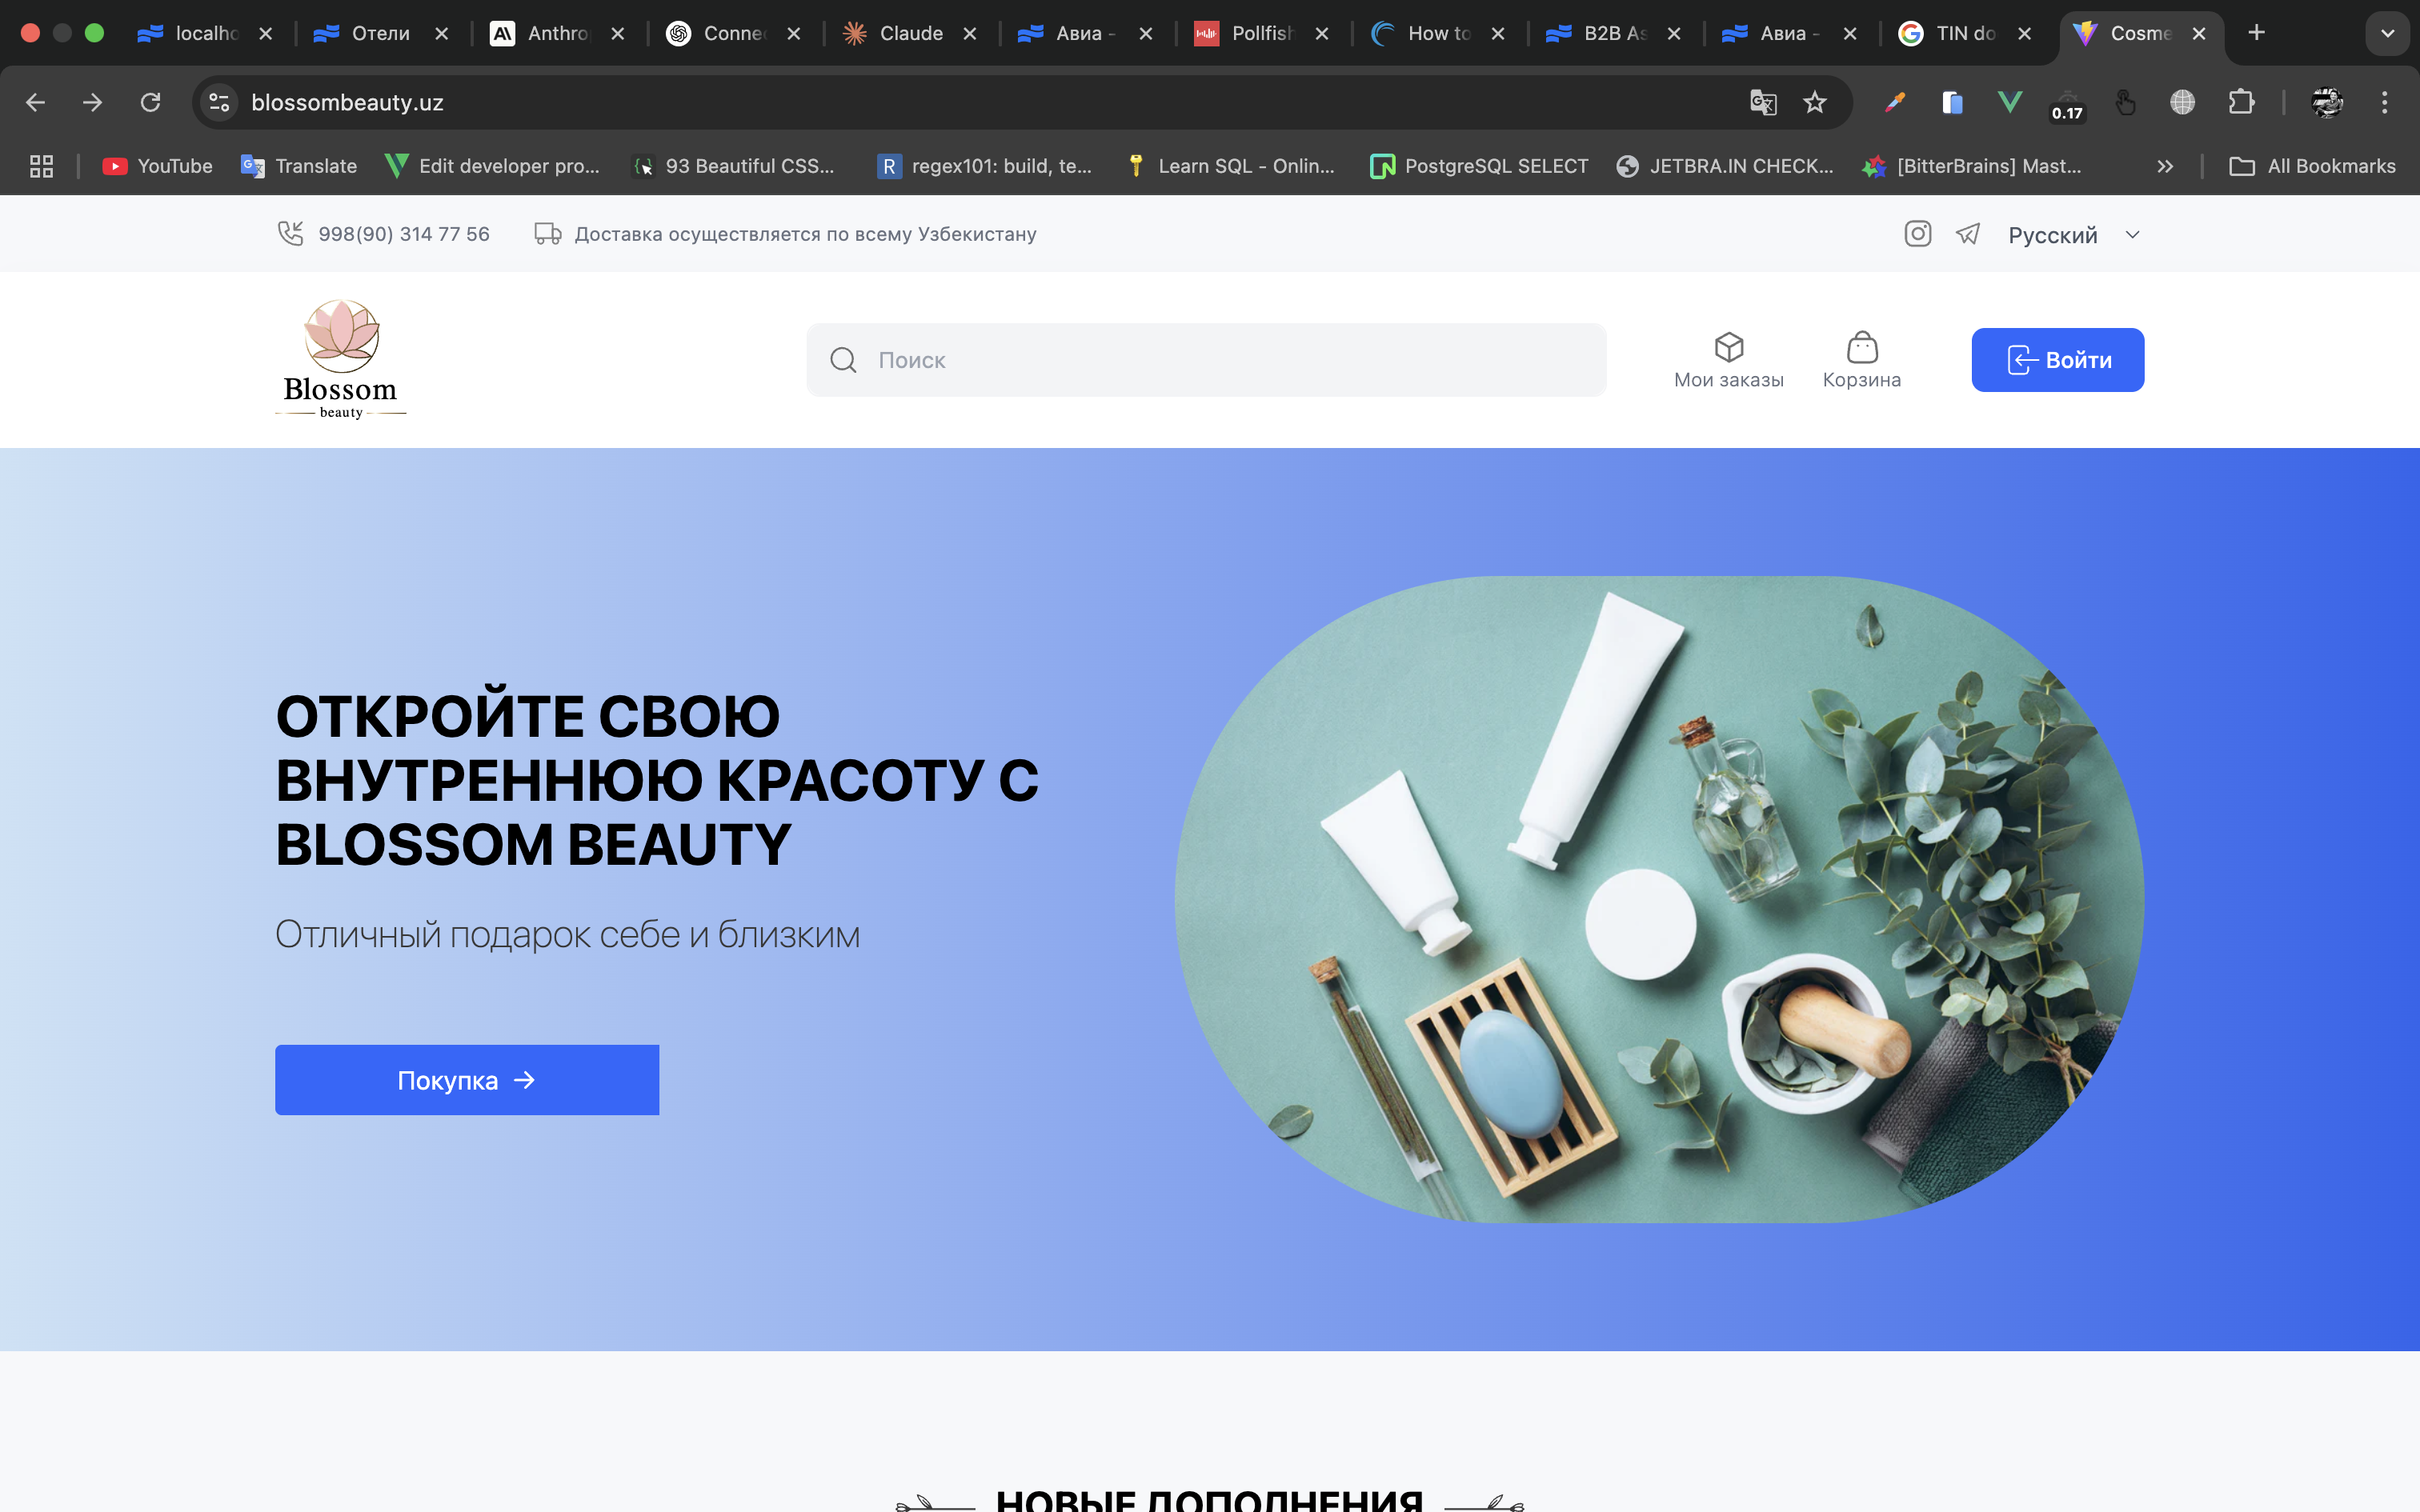 localho
Отели
Anthro
Conne
Claude
Авиа -
Pollfish
How to
B2B As
Авиа -
TIN do
Cosme
blossombeauty.uz
0.17
YouTube
Translate
Edit developer pro...
93 Beautiful CSS...
regex101: build, te...
Learn SQL - Onlin...
PostgreSQL SELECT
JETBRA.IN CHECK...
[BitterBrains] Mast...
All Bookmarks
998(90) 314 77 56
Доставка осуществляется по всему Узбекистану
Русский
Blossom
beauty
Поиск
Мои заказы
Корзина
Войти
ОТКРОЙТЕ СВОЮ
ВНУТРЕННЮЮ КРАСОТУ С
BLOSSOM BEAUTY
Отличный подарок себе и близким
Покупка
НОВЫЕ ДОПОЛНЕНИЯ